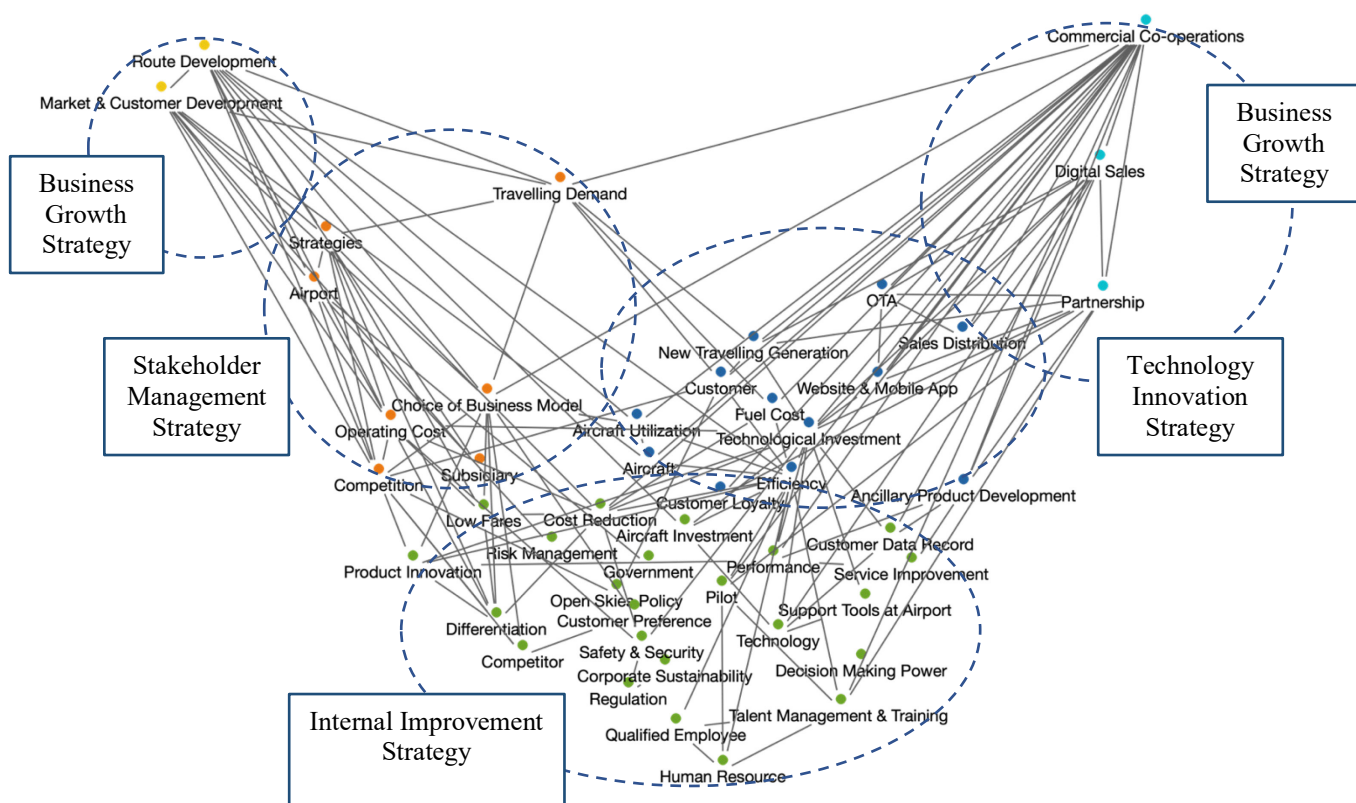 Commercial Co-operations
Route Development
Market & Customer Development
Business
Growth
Strategy
Business
Growth
Strategy
Digital Sales
Travelling Demand
Strategies
Airport
OTA
Partnership
New Travelling Generation
Sales Distribution
Stakeholder
Management
Strategy
Technology
Innovation
Strategy
Customer
Website & Mobile App
Choice of Business Model
Fuel Cost
Operating Cost
Aircraft Utilization
Technological Investment
Competition
Subsidiary
Aircraft
Efficiency
Customer Loyalty
Ancillary Product Development
Low Fares
Cost Reduction
Aircraft Investment
Customer Data Record
Risk Management
Product Innovation
Government
Performance
Service Improvement
Open Skies Policy
Pilot
Support Tools at Airport
Differentiation
Customer Preference
Technology
Competitor
Safety & Security
Corporate Sustainability
Decision Making Power
Regulation
Internal Improvement
Strategy
Talent Management & Training
Qualified Employee
Human Resource